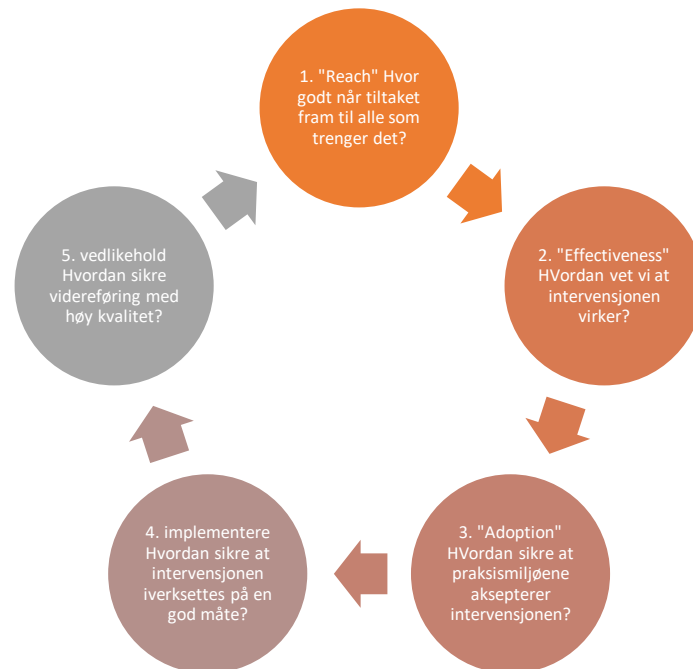 1. "Reach" Hvor
godt når tiltaket
fram til alle som
trenger det?
2. "Effectiveness"
HVordan vet vi at
intervensjonen
virker?
3. "Adoption"
HVordan sikre at
praksismiljøene
aksepterer
intervensjonen?
4. implementere
Hvordan sikre at
intervensjonen
iverksettes på en
god måte?
5. vedlikehold
Hvordan sikre
videreføring med
høy kvalitet?